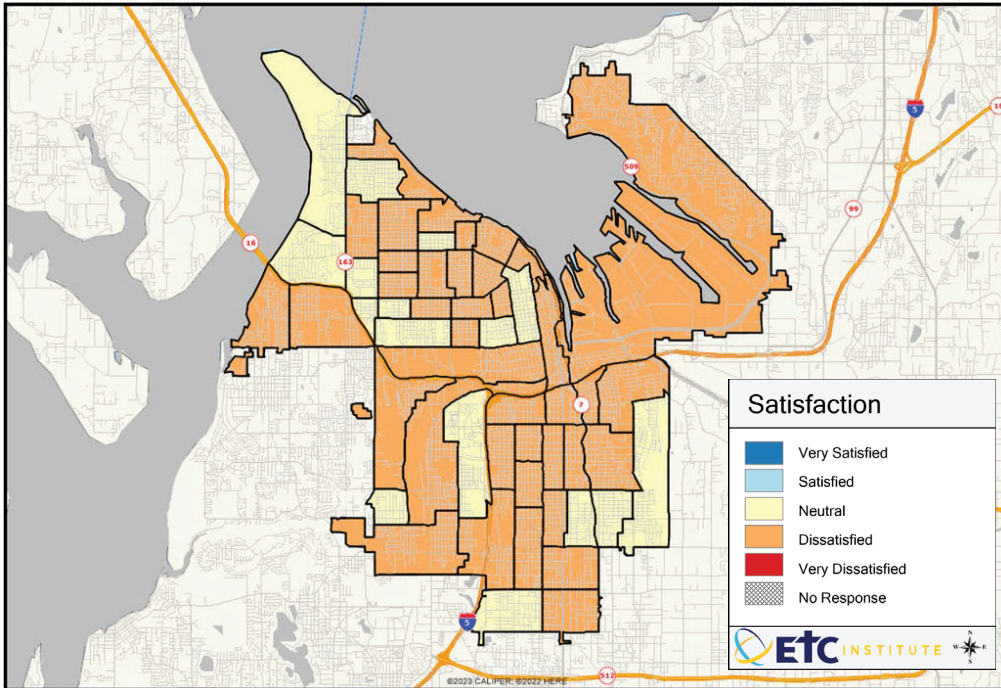 5
16
509
99
16
163
7
Satisfaction
Very Satisfied
Satisfied
Neutral
Dissatisfied
Very Dissatisfied
No Response
5
ETC INSTITUTE
N
W E
S
512
©2023 CALIPER; ©2022 HERE